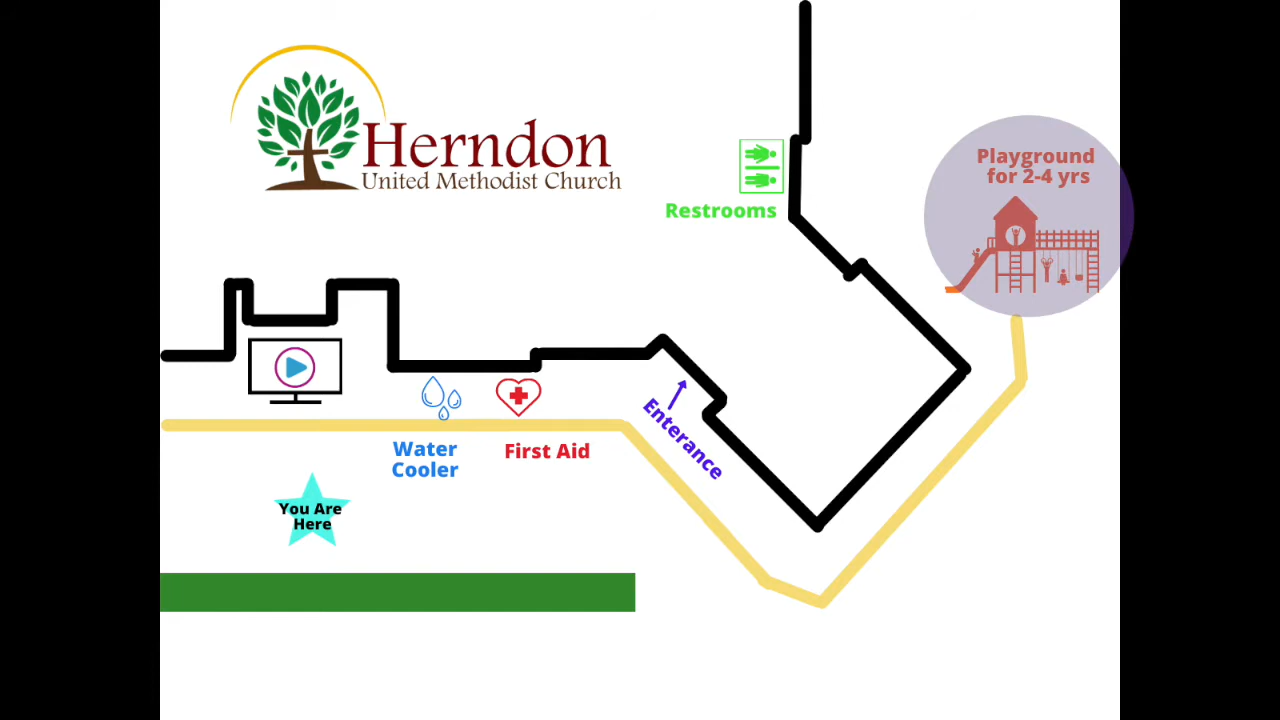 Herndon
United Methodist Church
Playground
for 2-4 yrs
Restrooms
Enterance
Water
Cooler
First Aid
You Are
Here